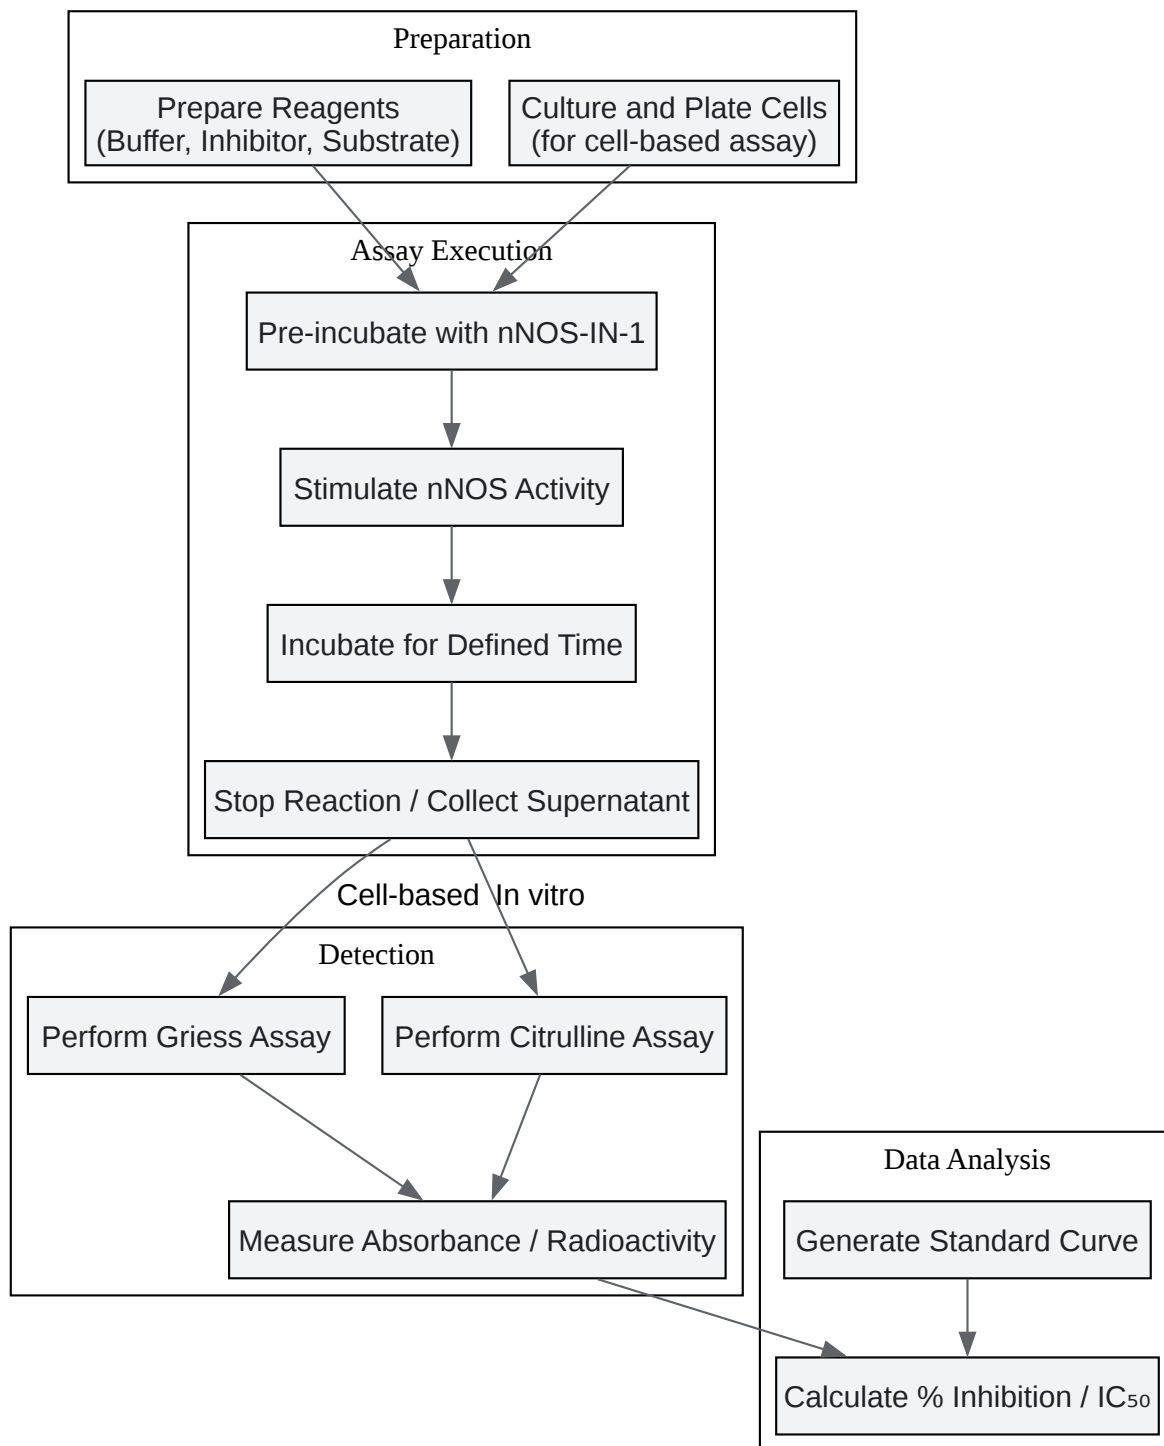 Preparation
Prepare Reagents
(Buffer, Inhibitor, Substrate)
Culture and Plate Cells
(for cell-based assay)
Assay Execution
Pre-incubate with nNOS-IN-1
Stimulate nNOS Activity
Incubate for Defined Time
Stop Reaction / Collect Supernatant
Cell-based
In vitro
Detection
Perform Griess Assay
Perform Citrulline Assay
Measure Absorbance / Radioactivity
Data Analysis
Generate Standard Curve
Calculate % Inhibition / IC₅₀